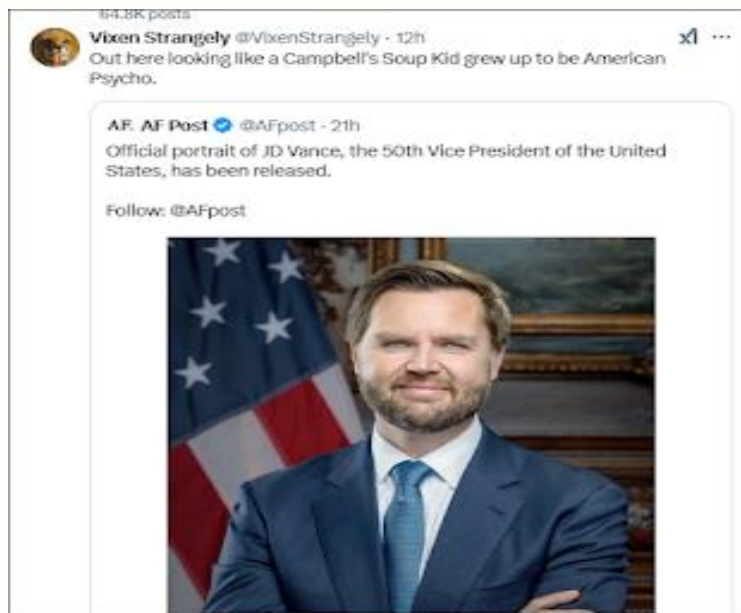 64.8K posts
Vixen Strangely @VixenStrangely · 12h
Out here looking like a Campbell's Soup Kid grew up to be American
Psycho.
AF. AF Post @AFpost · 21h
Official portrait of JD Vance, the 50th Vice President of the United
States, has been released.
Follow: @AFpost